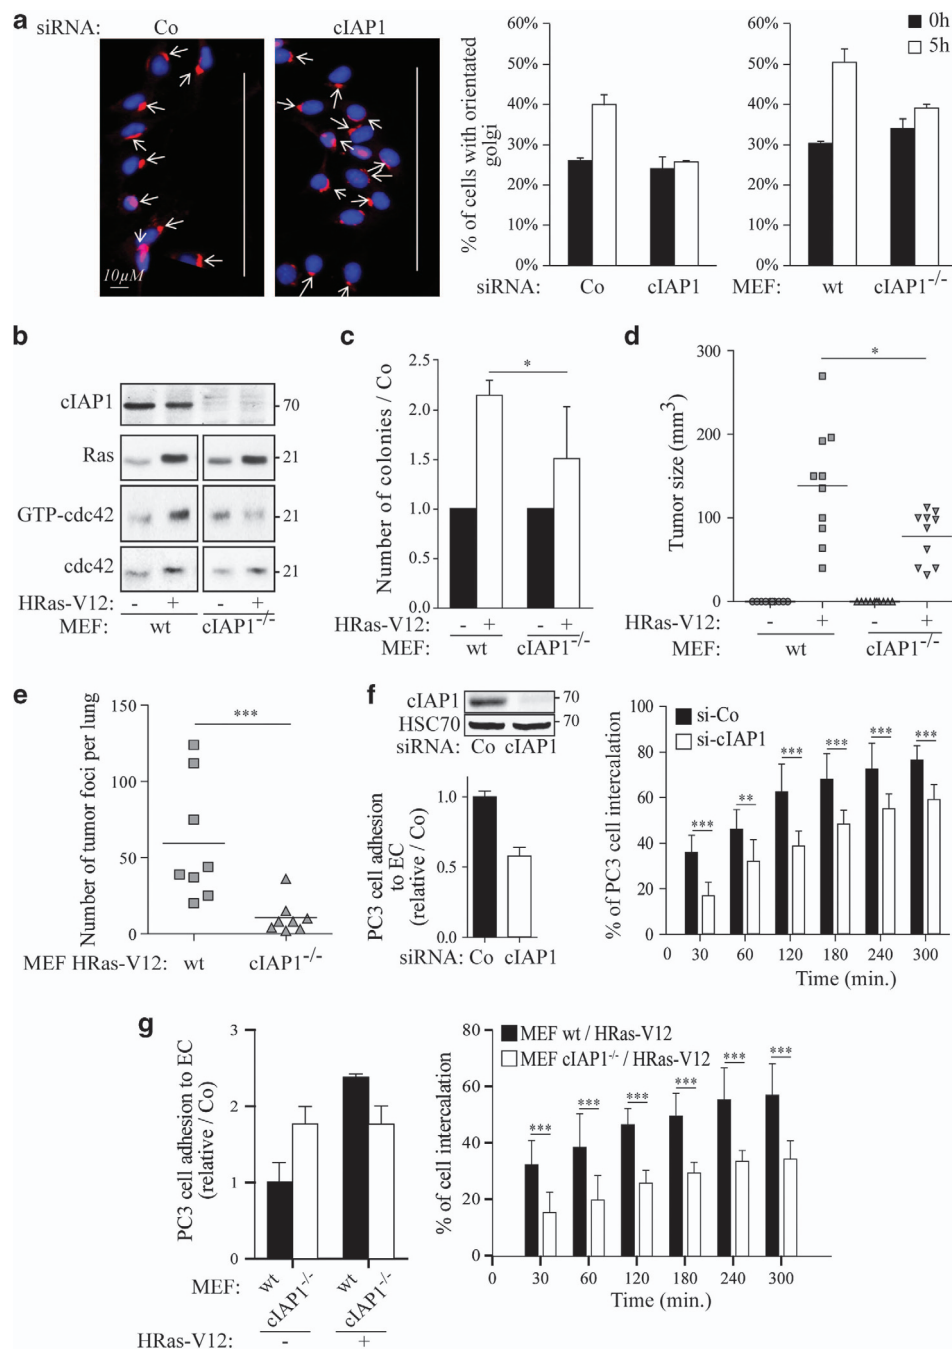 a
siRNA: Co cIAP1
10µM
% of cells with orientated
golgi
60%
50%
40%
30%
20%
10%
0%
siRNA: Co cIAP1
60%
50%
40%
30%
20%
10%
0%
0h
5h
MEF: wt cIAP1-/-
b
cIAP1
70
Ras
21
GTP-cdc42
21
cdc42
21
HRas-V12: - + - +
MEF: wt cIAP1-/-
c
Number of colonies / Co
2.5
2.0
1.5
1.0
0.5
0.0
*
HRas-V12: - + - +
MEF: wt cIAP1-/-
d
Tumor size (mm3)
300
200
100
0
*
HRas-V12: - + - +
MEF: wt cIAP1-/-
e
Number of tumor foci per lung
150
100
50
0
***
MEF HRas-V12: wt cIAP1-/-
f
cIAP1 70
HSC70 70
siRNA: Co cIAP1
PC3 cell adhesion
to EC
(relative / Co)
1.0
0.5
0.0
siRNA: Co cIAP1
% of PC3 cell intercalation
100
80
60
40
20
0
si-Co
si-cIAP1
*** ** *** *** *** ***
0 30 60 120 180 240 300
Time (min.)
g
PC3 cell adhesion to EC
(relative / Co)
3
2
1
0
MEF: wt cIAP1-/- wt cIAP1-/-
HRas-V12: - +
% of cell intercalation
80
60
40
20
0
MEF wt / HRas-V12
MEF cIAP1-/- / HRas-V12
*** *** *** *** *** ***
0 30 60 120 180 240 300
Time (min.)